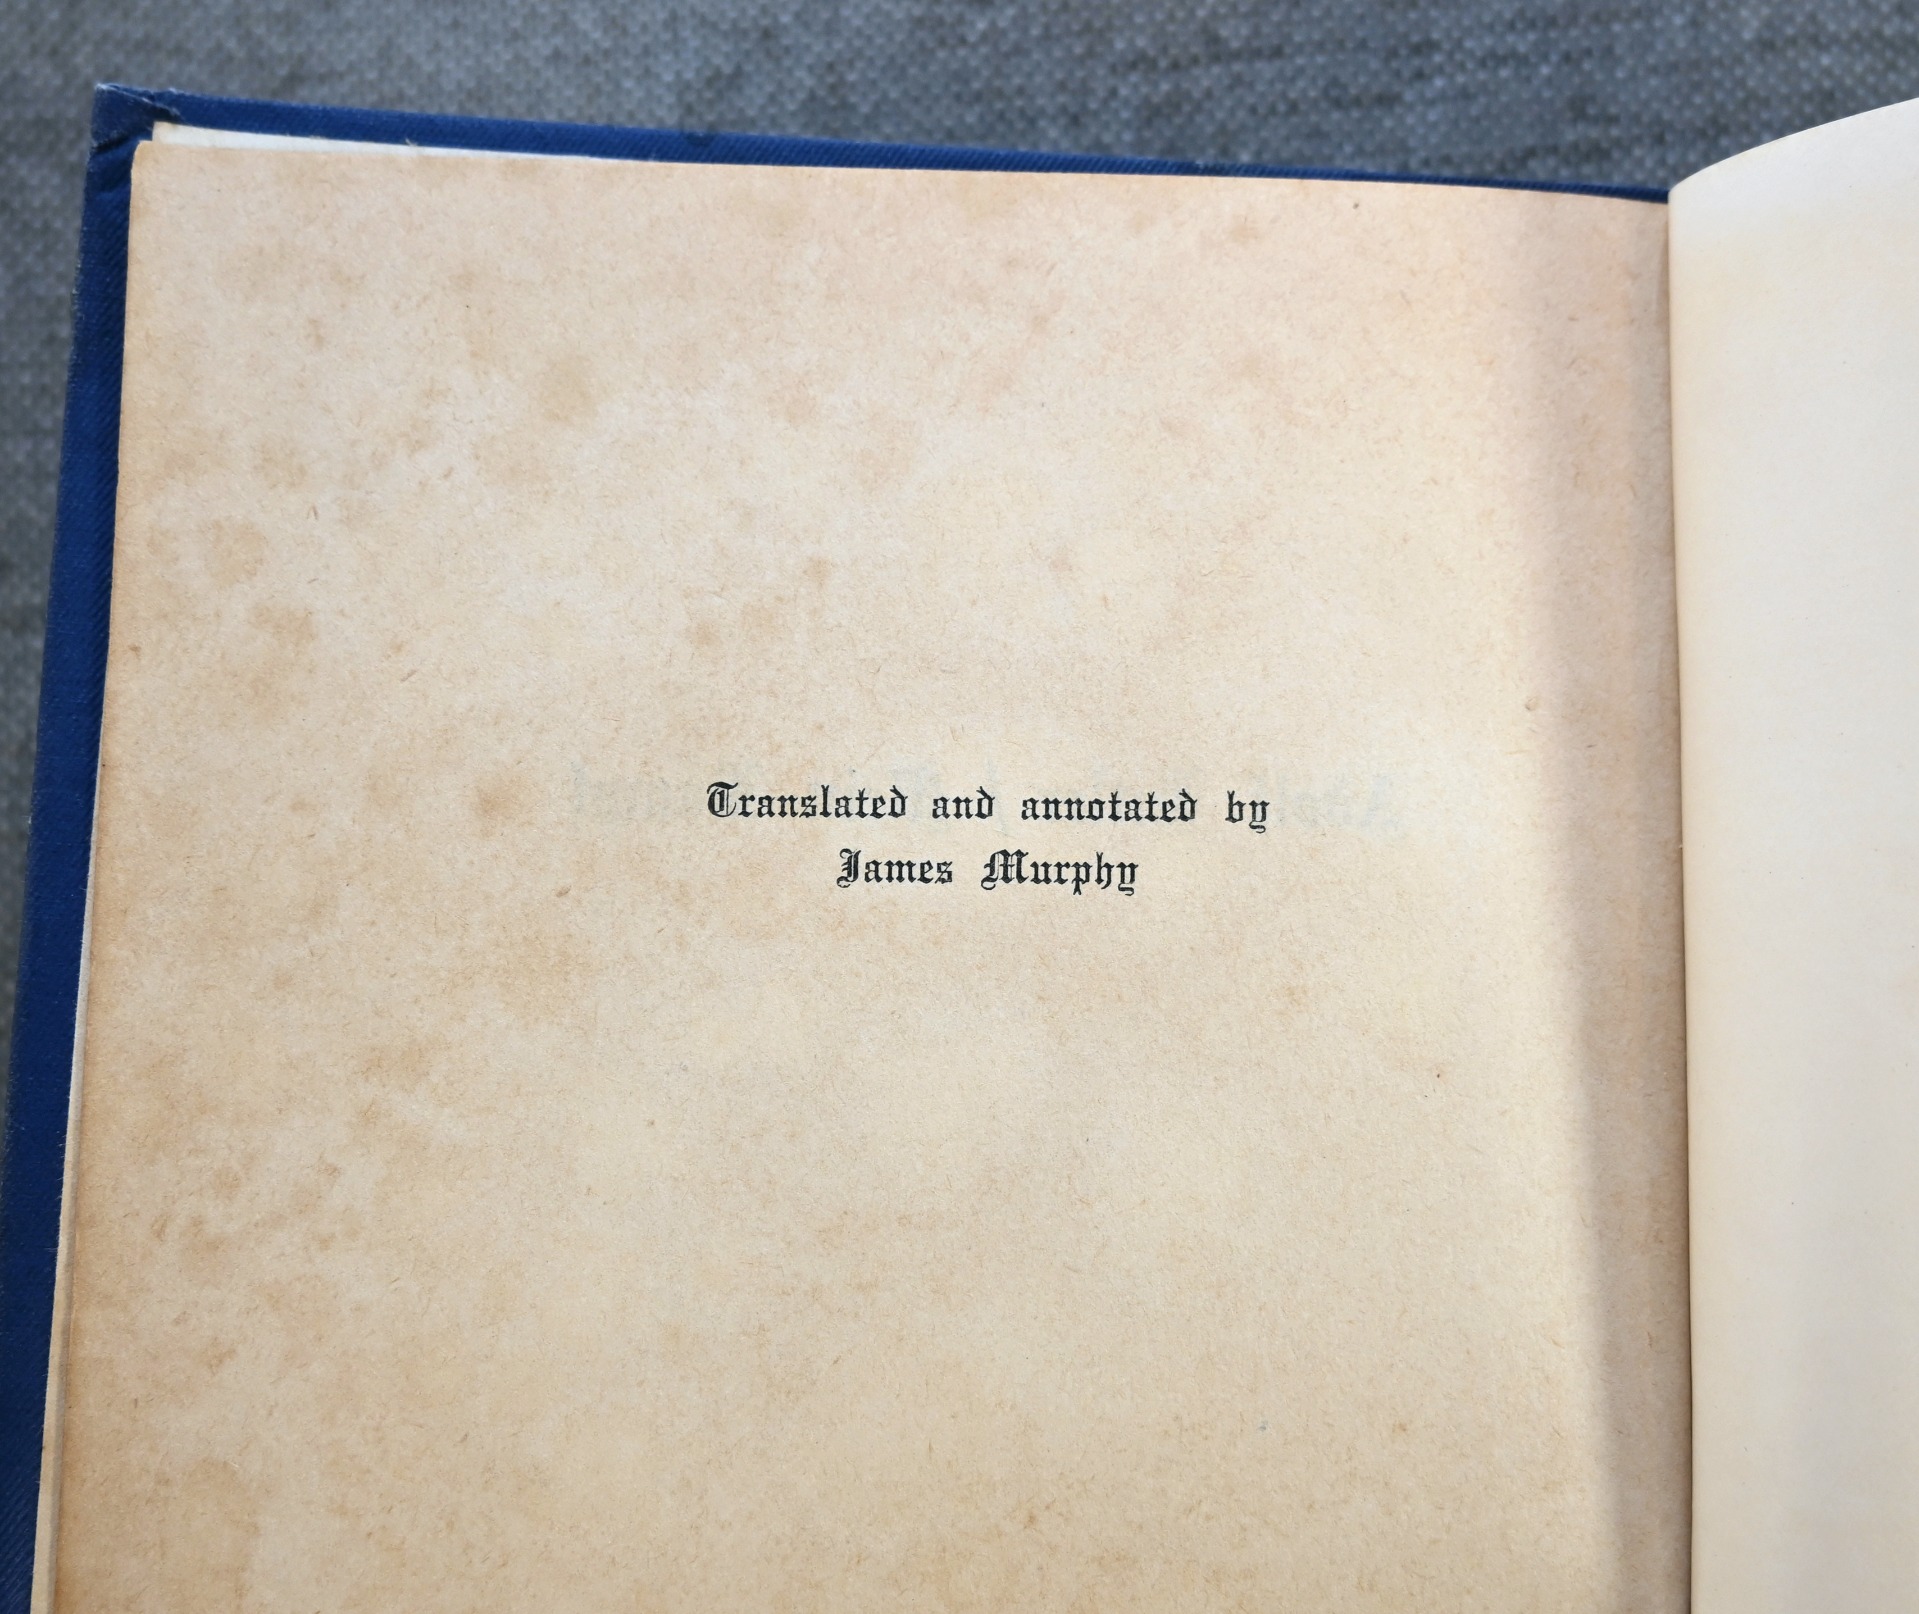 Translated and annotated by
James Murphy